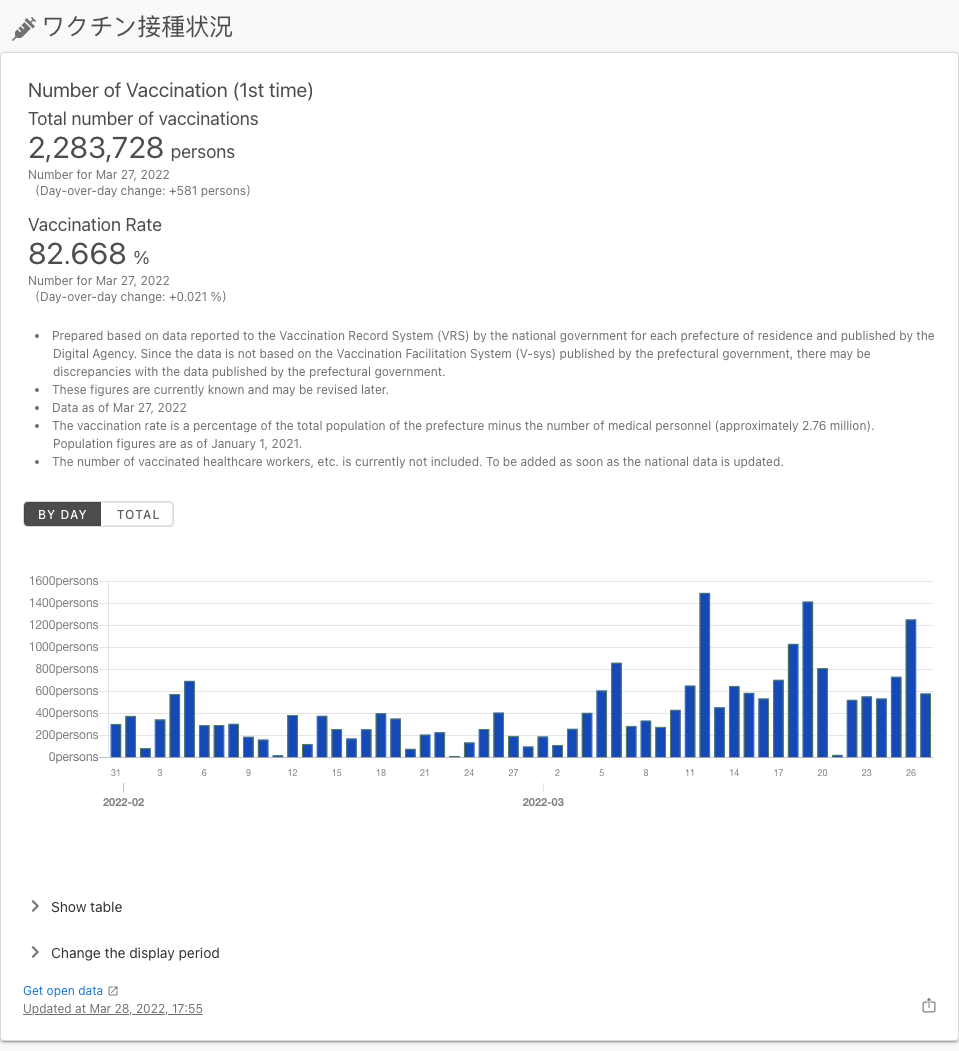 ワクチン接種状況
Number of Vaccination (1st time)
Total number of vaccinations
2,283,728 persons
Number for Mar 27, 2022
(Day-over-day change: +581 persons)
Vaccination Rate
82.668 %
Number for Mar 27, 2022
(Day-over-day change: +0.021 %)
• Prepared based on data reported to the Vaccination Record System (VRS) by the national government for each prefecture of residence and published by the
Digital Agency. Since the data is not based on the Vaccination Facilitation System (V-sys) published by the prefectural government, there may be
discrepancies with the data published by the prefectural government.
• These figures are currently known and may be revised later.
• Data as of Mar 27, 2022
• The vaccination rate is a percentage of the total population of the prefecture minus the number of medical personnel (approximately 2.76 million).
Population figures are as of January 1, 2021.
• The number of vaccinated healthcare workers, etc. is currently not included. To be added as soon as the national data is updated.
BY DAY TOTAL
1600persons
1400persons
1200persons
1000persons
800persons
600persons
400persons
200persons
0persons
31 3 6 9 12 15 18 21 24 27 2 5 8 11 14 17 20 23 26
2022-02 2022-03
Show table
Change the display period
Get open data
Updated at Mar 28, 2022, 17:55